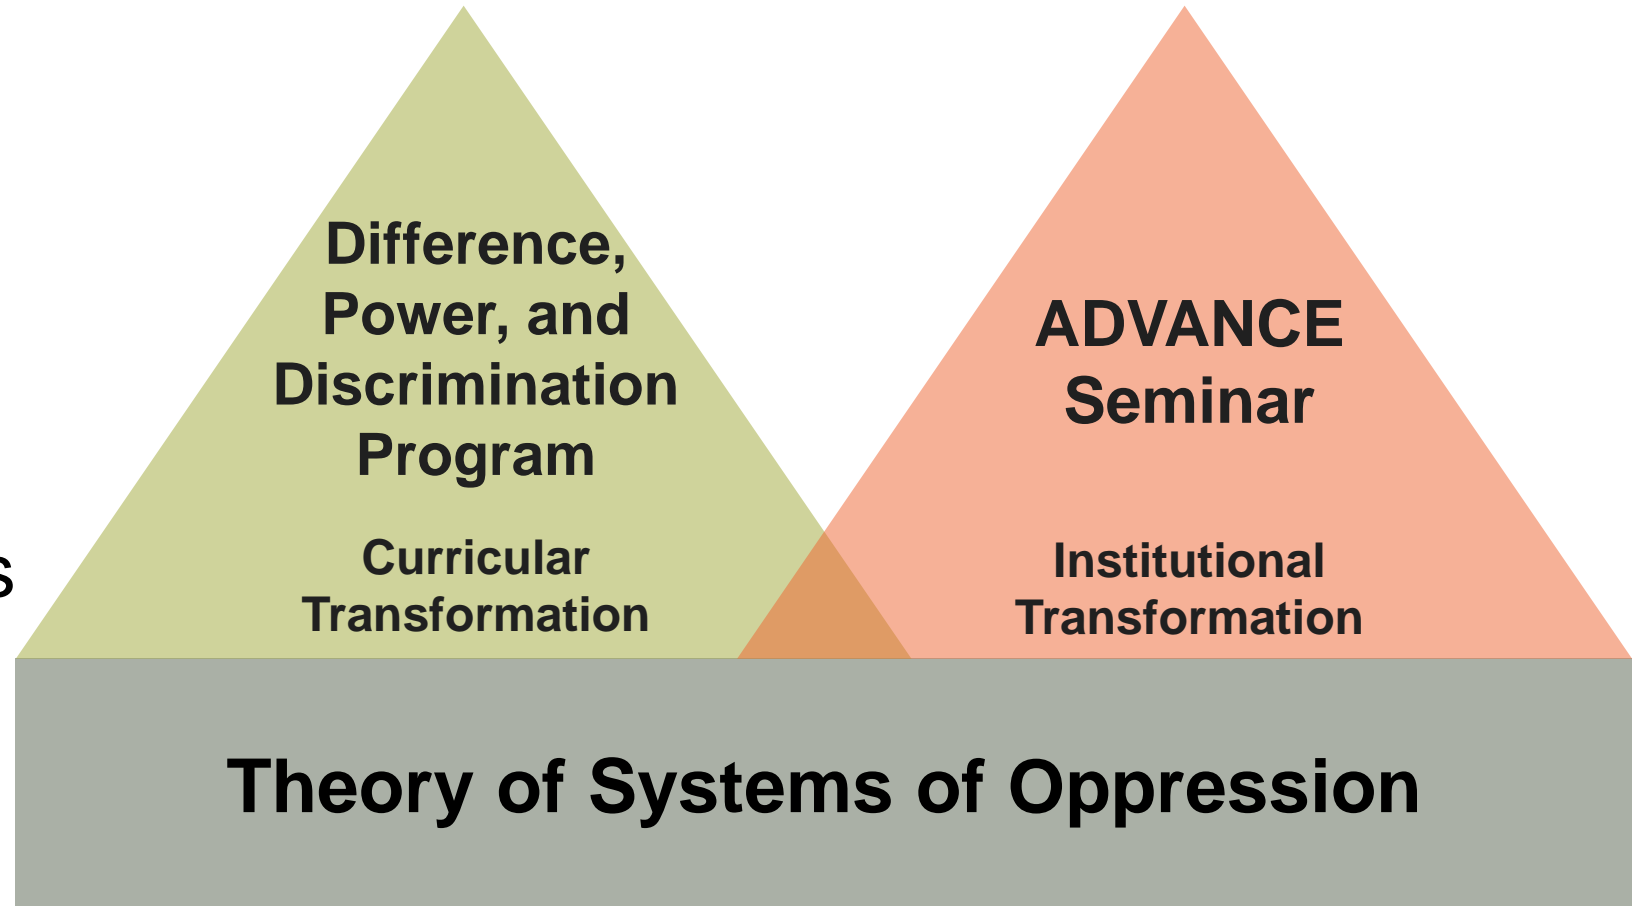 Difference,
Power, and
Discrimination
Program
Curricular
Transformation
ADVANCE
Seminar
Institutional
Transformation
s
Theory of Systems of Oppression